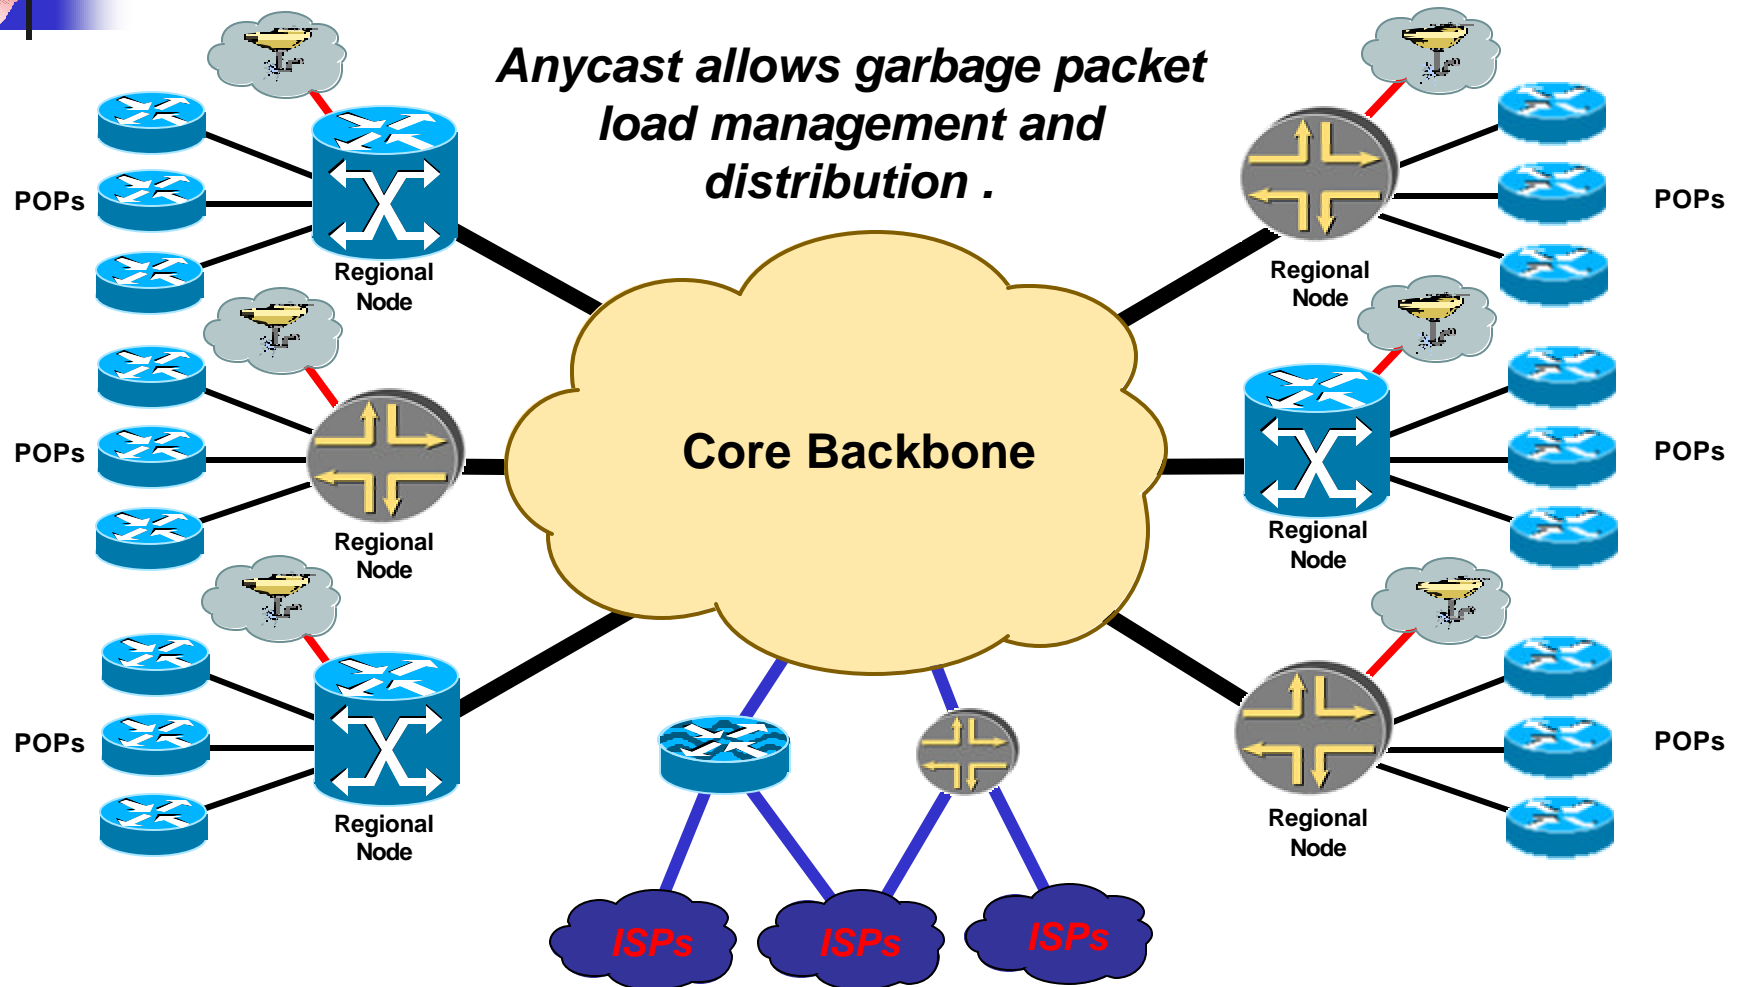 Anycast allows garbage packet
load management and
distribution .
POPs
Regional
Node
POPs
Regional
Node
POPs
Regional
Node
Core Backbone
Regional
Node
POPs
Regional
Node
POPs
Regional
Node
POPs
ISPs
ISPs
ISPs